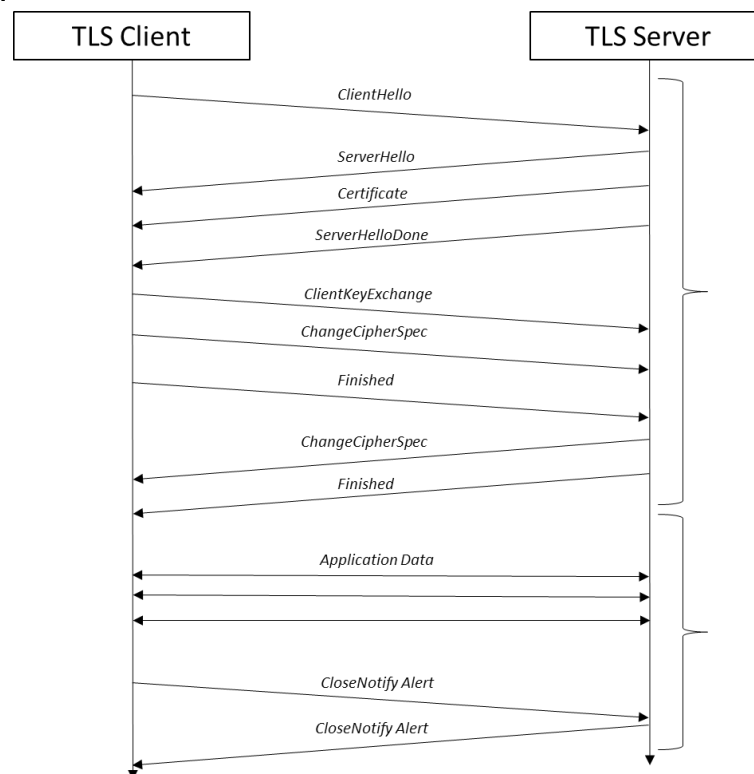 TLS Client
TLS Server
ClientHello
ServerHello
Certificate
ServerHelloDone
ClientKeyExchange
ChangeCipherSpec
Finished
ChangeCipherSpec
Finished
Application Data
CloseNotify Alert
CloseNotify Alert